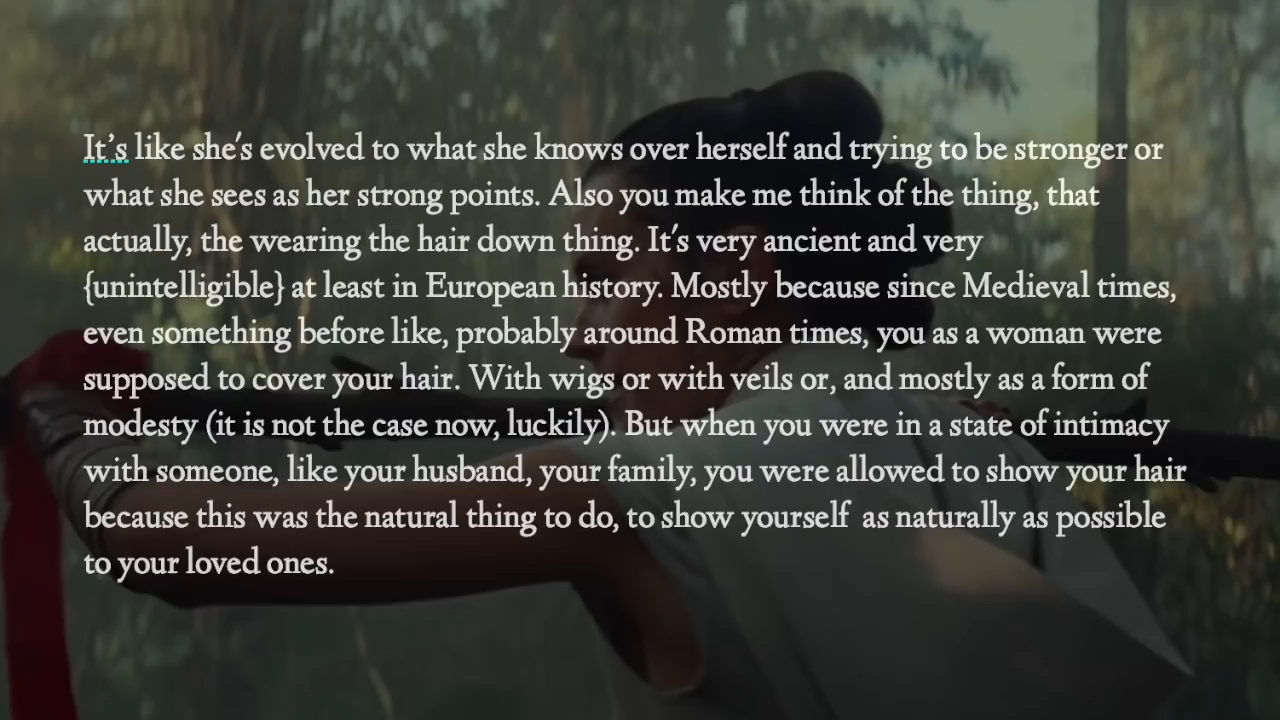 It's like she's evolved to what she knows over herself and trying to be stronger or
what she sees as her strong points. Also you make me think of the thing, that
actually, the wearing the hair down thing. It's very ancient and very
{unintelligible} at least in European history. Mostly because since Medieval times,
even something before like, probably around Roman times, you as a woman were
supposed to cover your hair. With wigs or with veils or, and mostly as a form of
modesty (it is not the case now, luckily). But when you were in a state of intimacy
with someone, like your husband, your family, you were allowed to show your hair
because this was the natural thing to do, to show yourself as naturally as possible
to your loved ones.